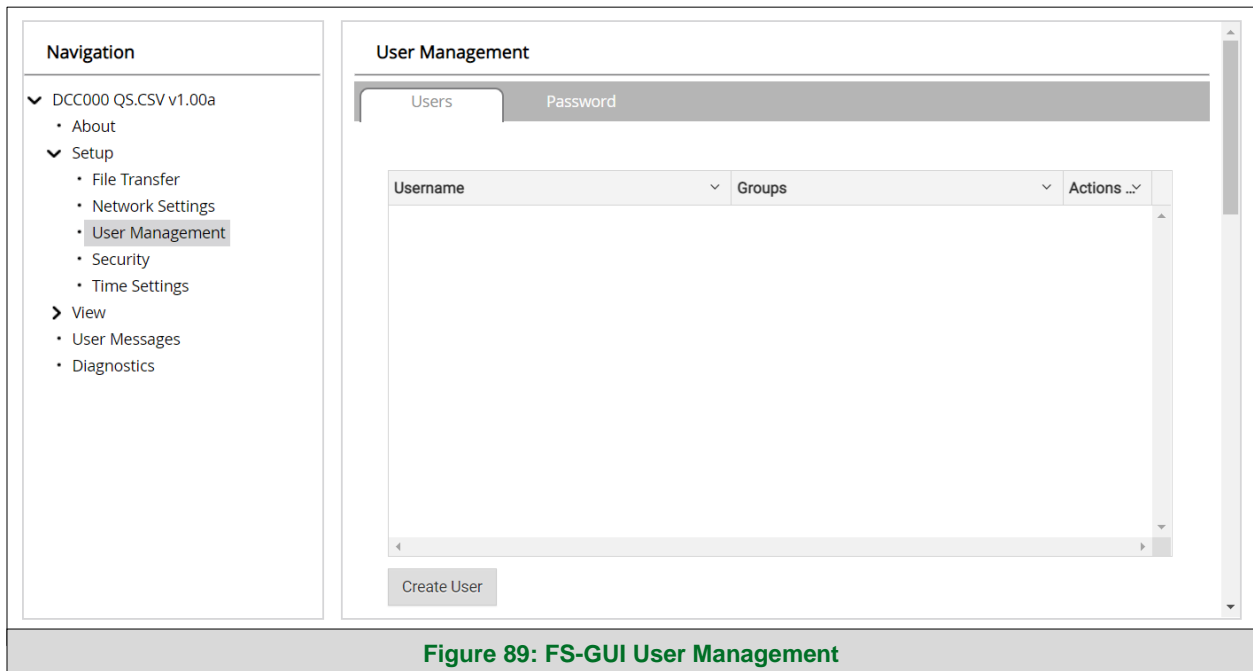 Navigation
DCC000 QS.CSV v1.00a
About
Setup
File Transfer
Network Settings
User Management
Security
Time Settings
View
User Messages
Diagnostics
User Management
Users Password
Username Groups Actions ...
Create User
Figure 89: FS-GUI User Management